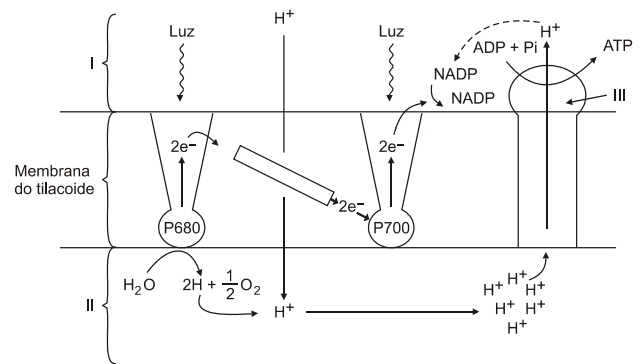 H⁺
Luz
Luz
H⁺
I
ADP + Pi
ATP
NADP
NADP
III
2e⁻
2e⁻
Membrana
do tilacoide
2e⁻
P680
P700
H₂O
2H + 1/2 O₂
II
H⁺
H⁺
H⁺
H⁺
H⁺
H⁺
H⁺